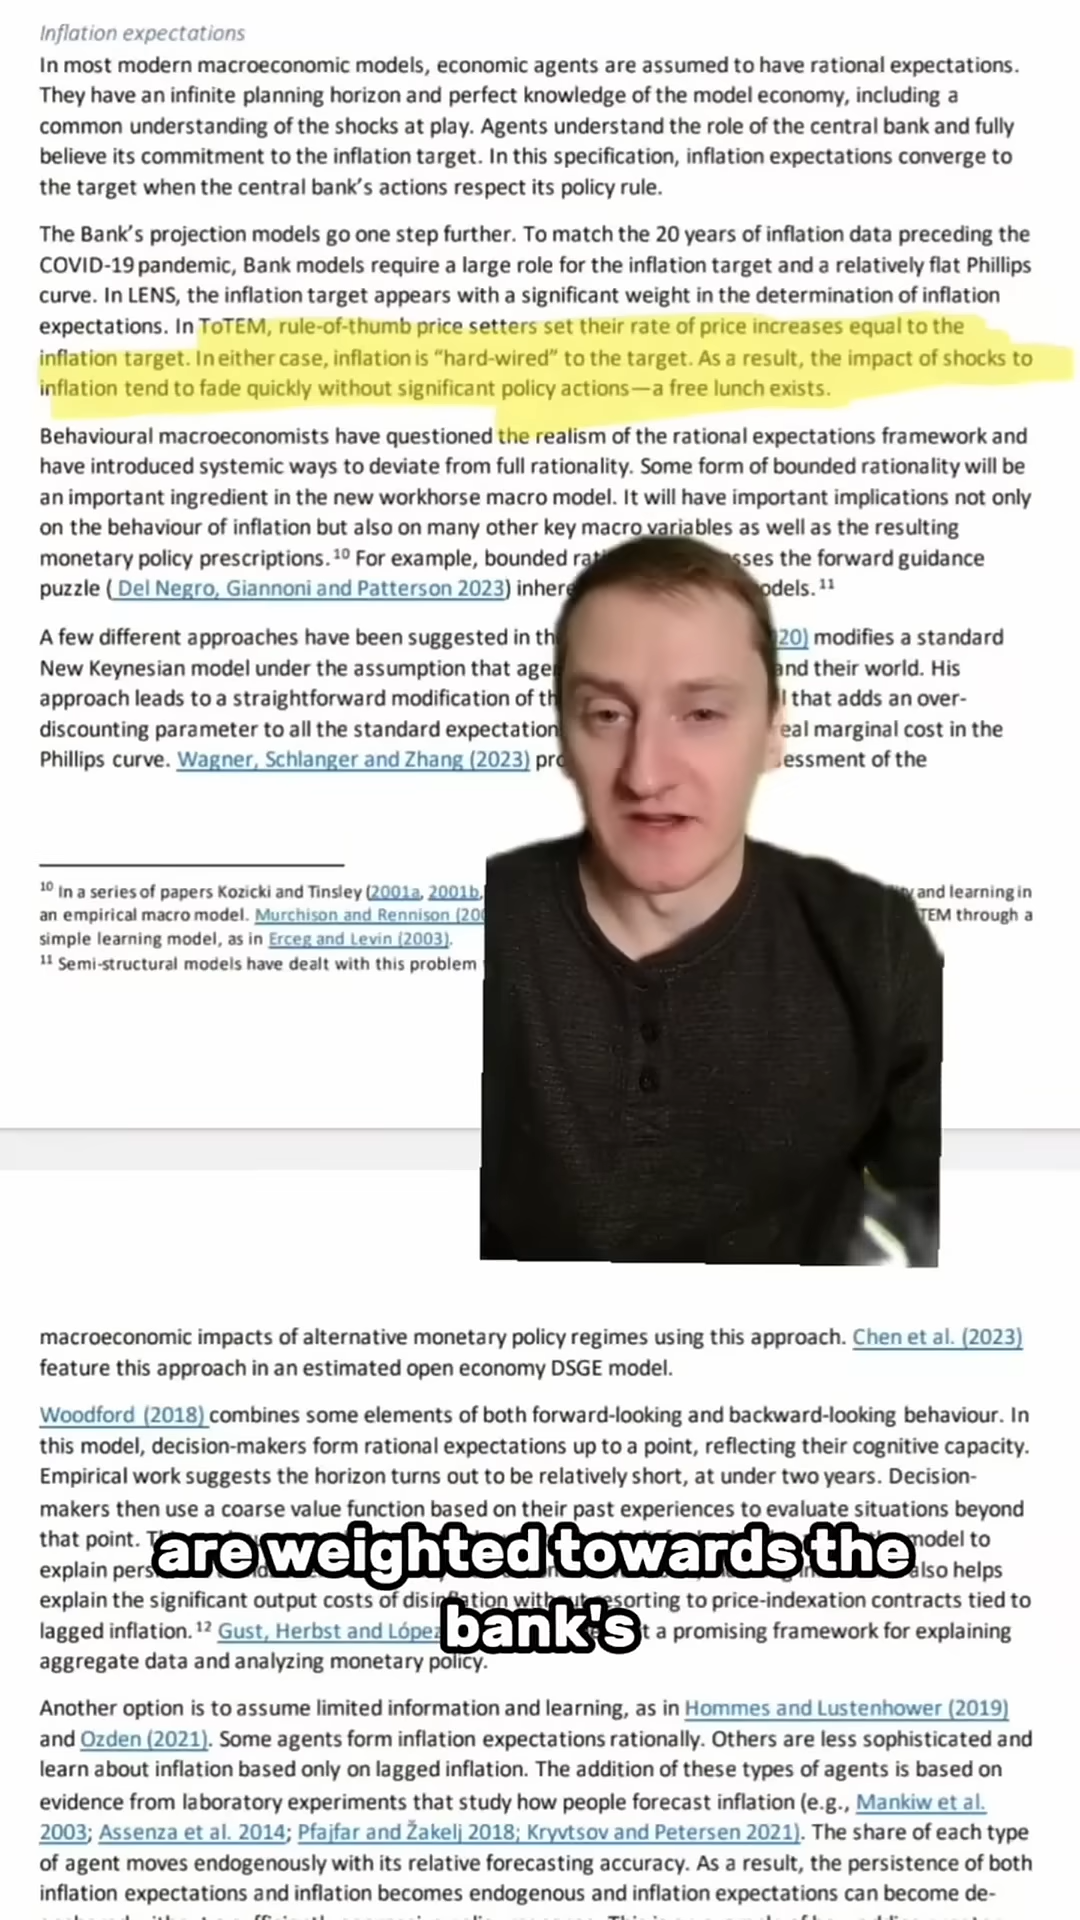 Inflation expectations
In most modern macroeconomic models, economic agents are assumed to have rational expectations.
They have an infinite planning horizon and perfect knowledge of the model economy, including a
common understanding of the shocks at play. Agents understand the role of the central bank and fully
believe its commitment to the inflation target. In this specification, inflation expectations converge to
the target when the central bank's actions respect its policy rule.
The Bank's projection models go one step further. To match the 20 years of inflation data preceding the
COVID-19 pandemic, Bank models require a large role for the inflation target and a relatively flat Phillips
curve. In LENS, the inflation target appears with a significant weight in the determination of inflation
expectations. In ToTEM, rule-of-thumb price setters set their rate of price increases equal to the
inflation target. In either case, inflation is "hard-wired" to the target. As a result, the impact of shocks to
inflation tend to fade quickly without significant policy actions—a free lunch exists.
Behavioural macroeconomists have questioned the realism of the rational expectations framework and
have introduced systemic ways to deviate from full rationality. Some form of bounded rationality will be
an important ingredient in the new workhorse macro model. It will have important implications not only
on the behaviour of inflation but also on many other key macro variables as well as the resulting
monetary policy prescriptions.¹⁰ For example, bounded the forward guidance
puzzle ( Del Negro, Giannoni and Patterson 2023)
A few different approaches have been suggested in modifies a standard
New Keynesian model under the assumption that and their world. His
approach leads to a straightforward modification of that adds an over-
discounting parameter to all the standard marginal cost in the
Phillips curve. Wagner, Schlanger and Zhang (2023) of the
¹⁰ In a series of papers Kozicki and Tinsley (2001a, 2001b, and learning in
an empirical macro model. Murchison and Rennison through a
simple learning model, as in Erceg and Levin (2003).
¹¹ Semi-structural models have dealt with this problem
macroeconomic impacts of alternative monetary policy regimes using this approach. Chen et al. (2023)
feature this approach in an estimated open economy DSGE model.
Woodford (2018) combines some elements of both forward-looking and backward-looking behaviour. In
this model, decision-makers form rational expectations up to a point, reflecting their cognitive capacity.
Empirical work suggests the horizon turns out to be relatively short, at under two years. Decision-
makers then use a coarse value function based on their past experiences to evaluate situations beyond
that point. model to
are weighted towards the
explain also helps
explain the significant output costs of disinflation without resorting to price-indexation contracts tied to
bank's
lagged inflation.¹² Gust, Herbst and a promising framework for explaining
aggregate data and analyzing monetary policy.
Another option is to assume limited information and learning, as in Hommes and Lustenhower (2019)
and Ozden (2021). Some agents form inflation expectations rationally. Others are less sophisticated and
learn about inflation based only on lagged inflation. The addition of these types of agents is based on
evidence from laboratory experiments that study how people forecast inflation (e.g., Mankiw et al.
2003; Assenza et al. 2014; Pfajfar and Žakelj 2018; Kryvtsov and Petersen 2021). The share of each type
of agent moves endogenously with its relative forecasting accuracy. As a result, the persistence of both
inflation expectations and inflation becomes endogenous and inflation expectations can become de-